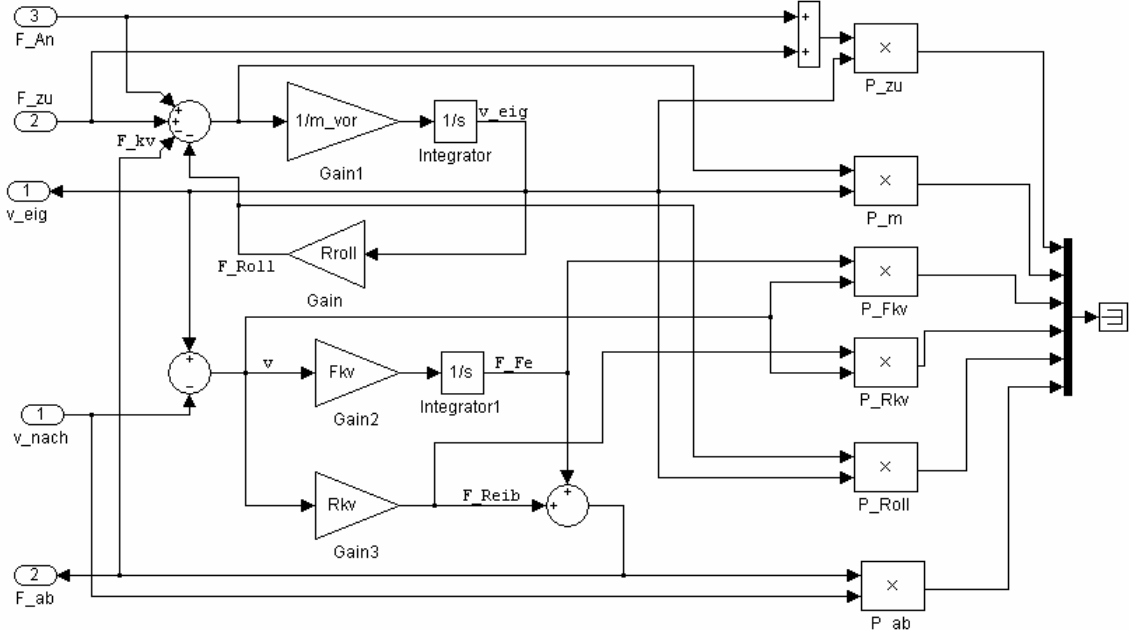 3
F_An
+
+
×
P_zu
F_zu
2
+
+
−
−
F_kv
1/m_vor
Gain1
1/s
Integrator
v_eig
×
P_m
1
v_eig
F_Roll
Rroll
Gain
×
P_Fkv
+
−
v
Fkv
Gain2
1/s
Integrator1
F_Fe
×
P_Rkv
1
v_nach
Rkv
Gain3
F_Reib
+
+
×
P_Roll
2
F_ab
×
P_ab